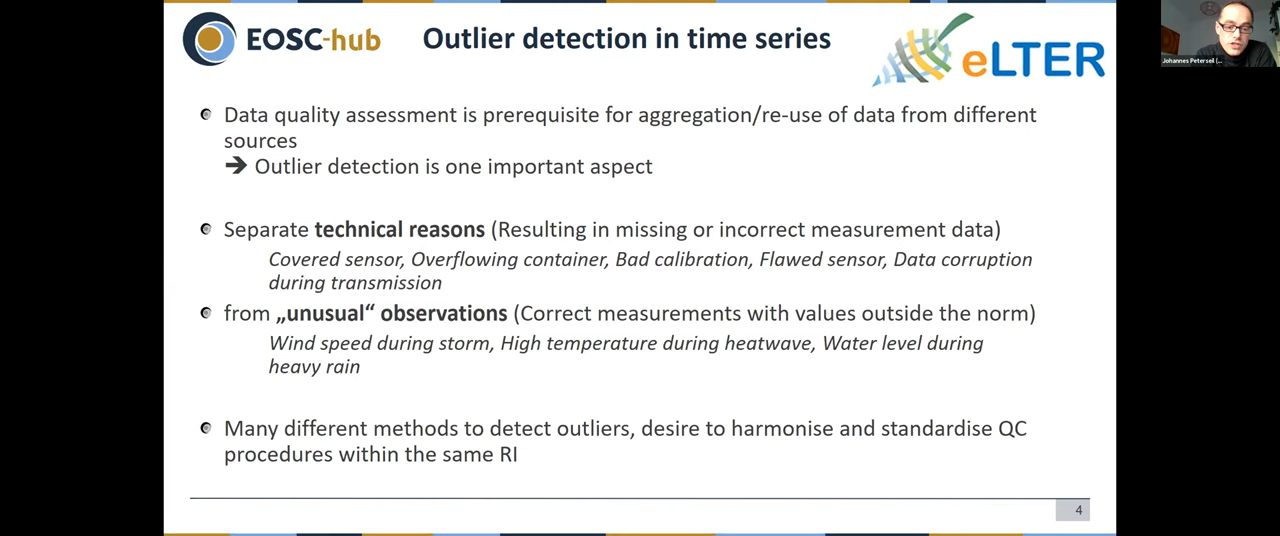 EOSC-hub
Outlier detection in time series
eLTER
Johannes Peterseil (...
Data quality assessment is prerequisite for aggregation/re-use of data from different
sources
➔ Outlier detection is one important aspect
Separate technical reasons (Resulting in missing or incorrect measurement data)
Covered sensor, Overflowing container, Bad calibration, Flawed sensor, Data corruption
during transmission
from „unusual“ observations (Correct measurements with values outside the norm)
Wind speed during storm, High temperature during heatwave, Water level during
heavy rain
Many different methods to detect outliers, desire to harmonise and standardise QC
procedures within the same RI
4